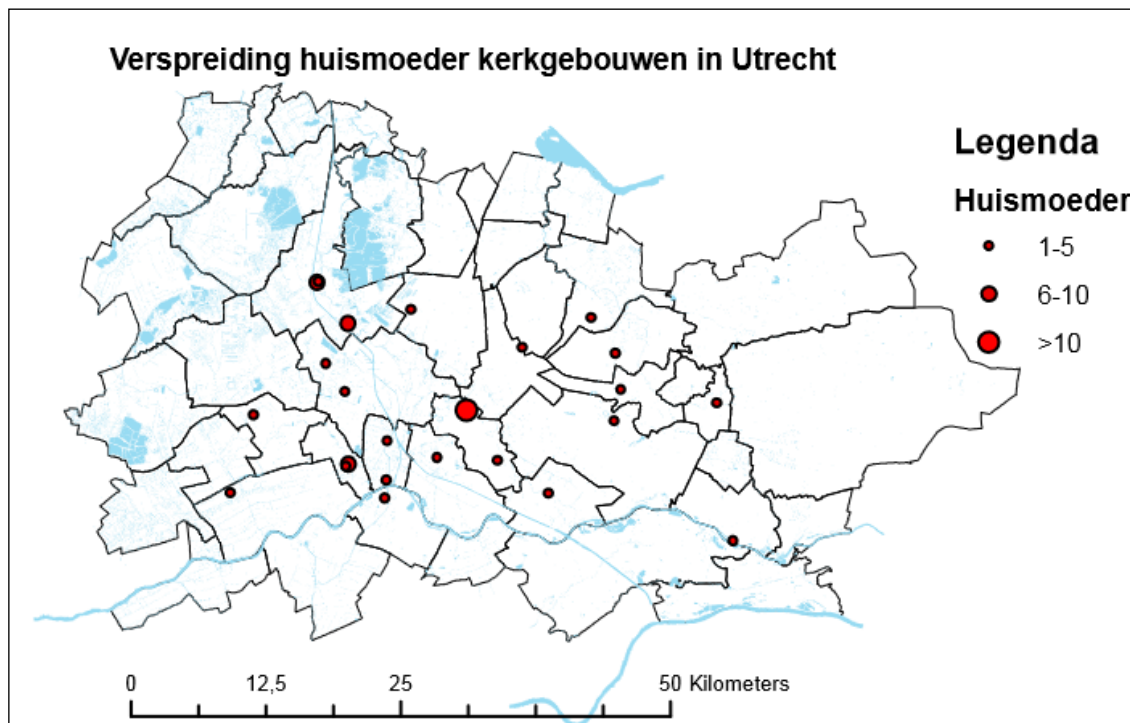 Verspreiding huismoeder kerkgebouwen in Utrecht
Legenda
Huismoeder
1-5
6-10
>10
0 12,5 25 50 Kilometers